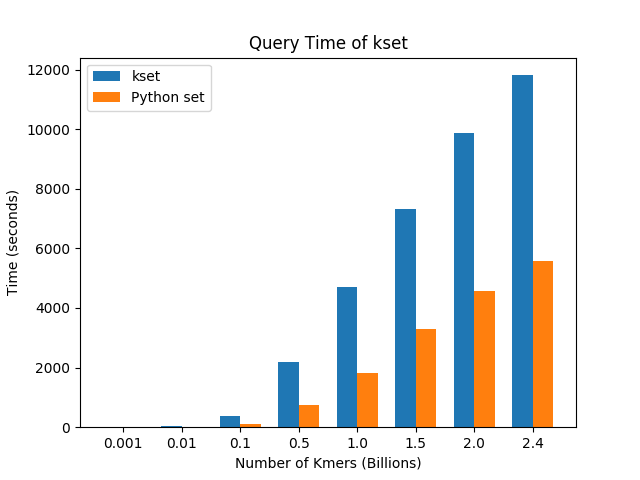 Query Time of kset
kset
Python set
12000
10000
8000
6000
4000
2000
0
Time (seconds)
0.001 0.01 0.1 0.5 1.0 1.5 2.0 2.4
Number of Kmers (Billions)